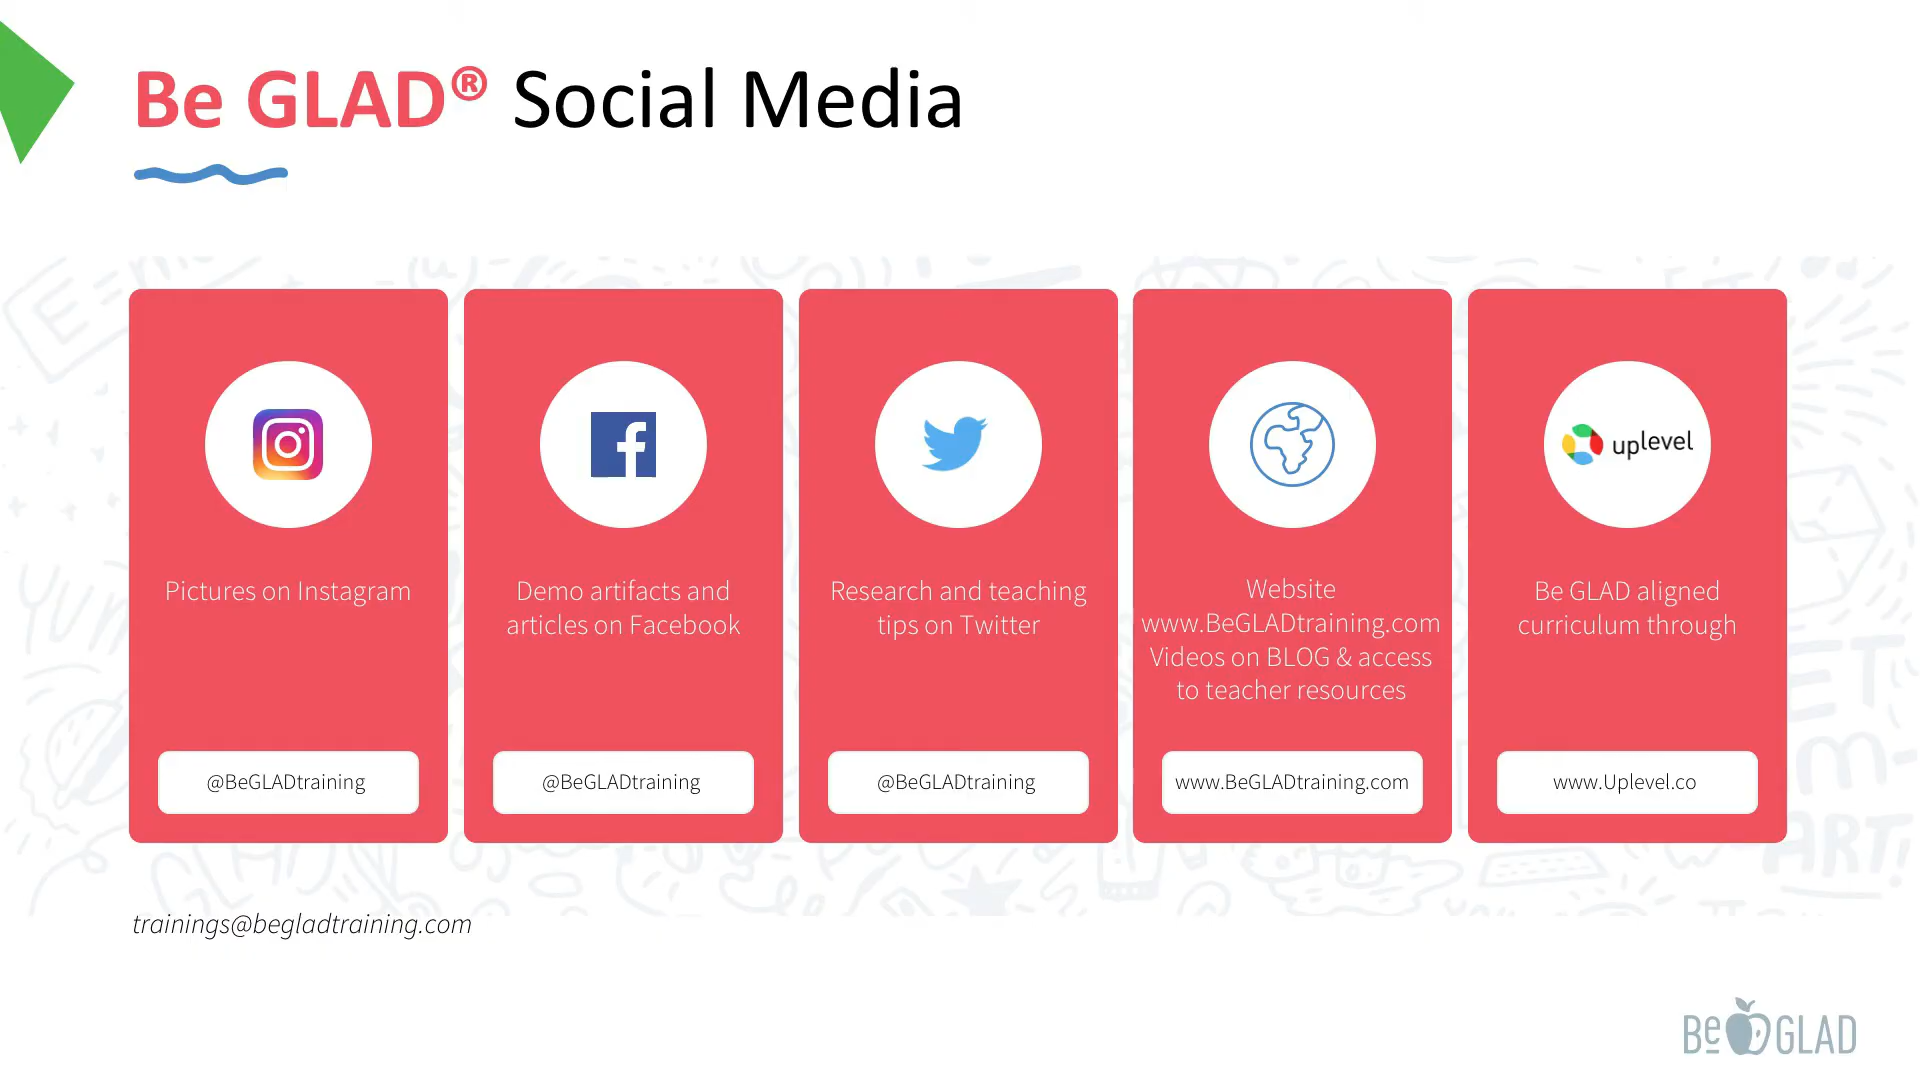 Be GLAD® Social Media
uplevel
Pictures on Instagram
Demo artifacts and
articles on Facebook
Research and teaching
tips on Twitter
Website
www.BeGLADtraining.com
Videos on BLOG & access
to teacher resources
Be GLAD aligned
curriculum through
@BeGLADtraining
@BeGLADtraining
@BeGLADtraining
www.BeGLADtraining.com
www.Uplevel.co
trainings@begladtraining.com
Be GLAD
YUM
ART!